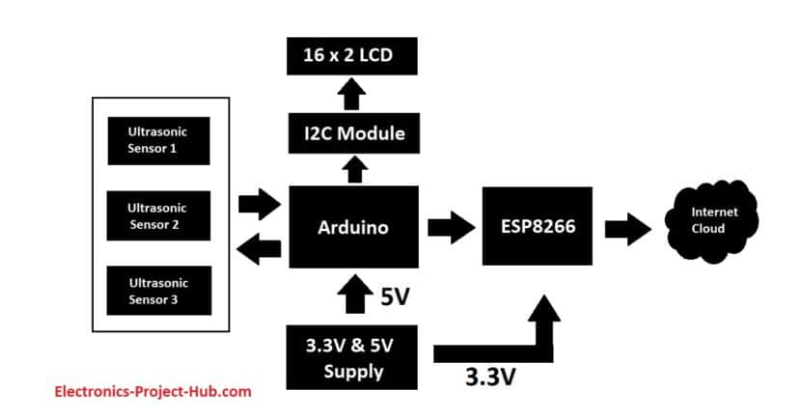 16 x 2 LCD
I2C Module
Ultrasonic
Sensor 1
Ultrasonic
Sensor 2
Ultrasonic
Sensor 3
Arduino
ESP8266
Internet
Cloud
5V
3.3V & 5V
Supply
3.3V
Electronics-Project-Hub.com